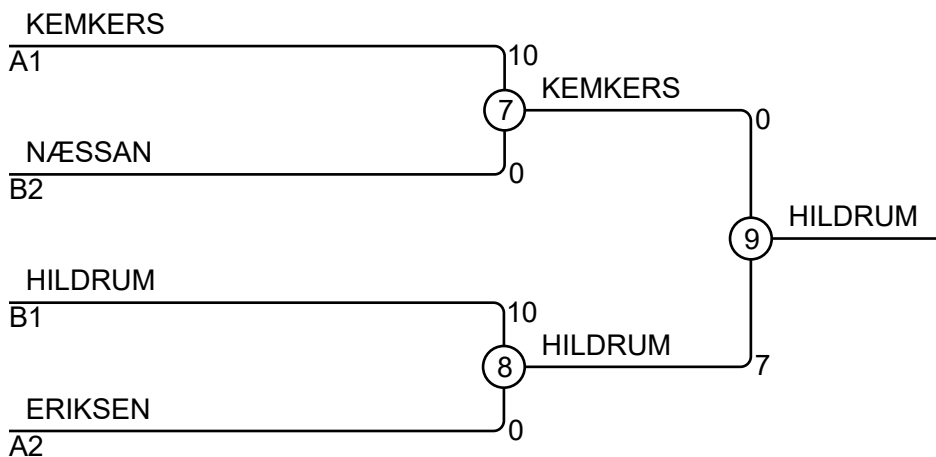 KEMKERS
A1
10
7
KEMKERS
0
NÆSSAN
B2
0
9
HILDRUM
HILDRUM
B1
10
8
HILDRUM
7
ERIKSEN
A2
0